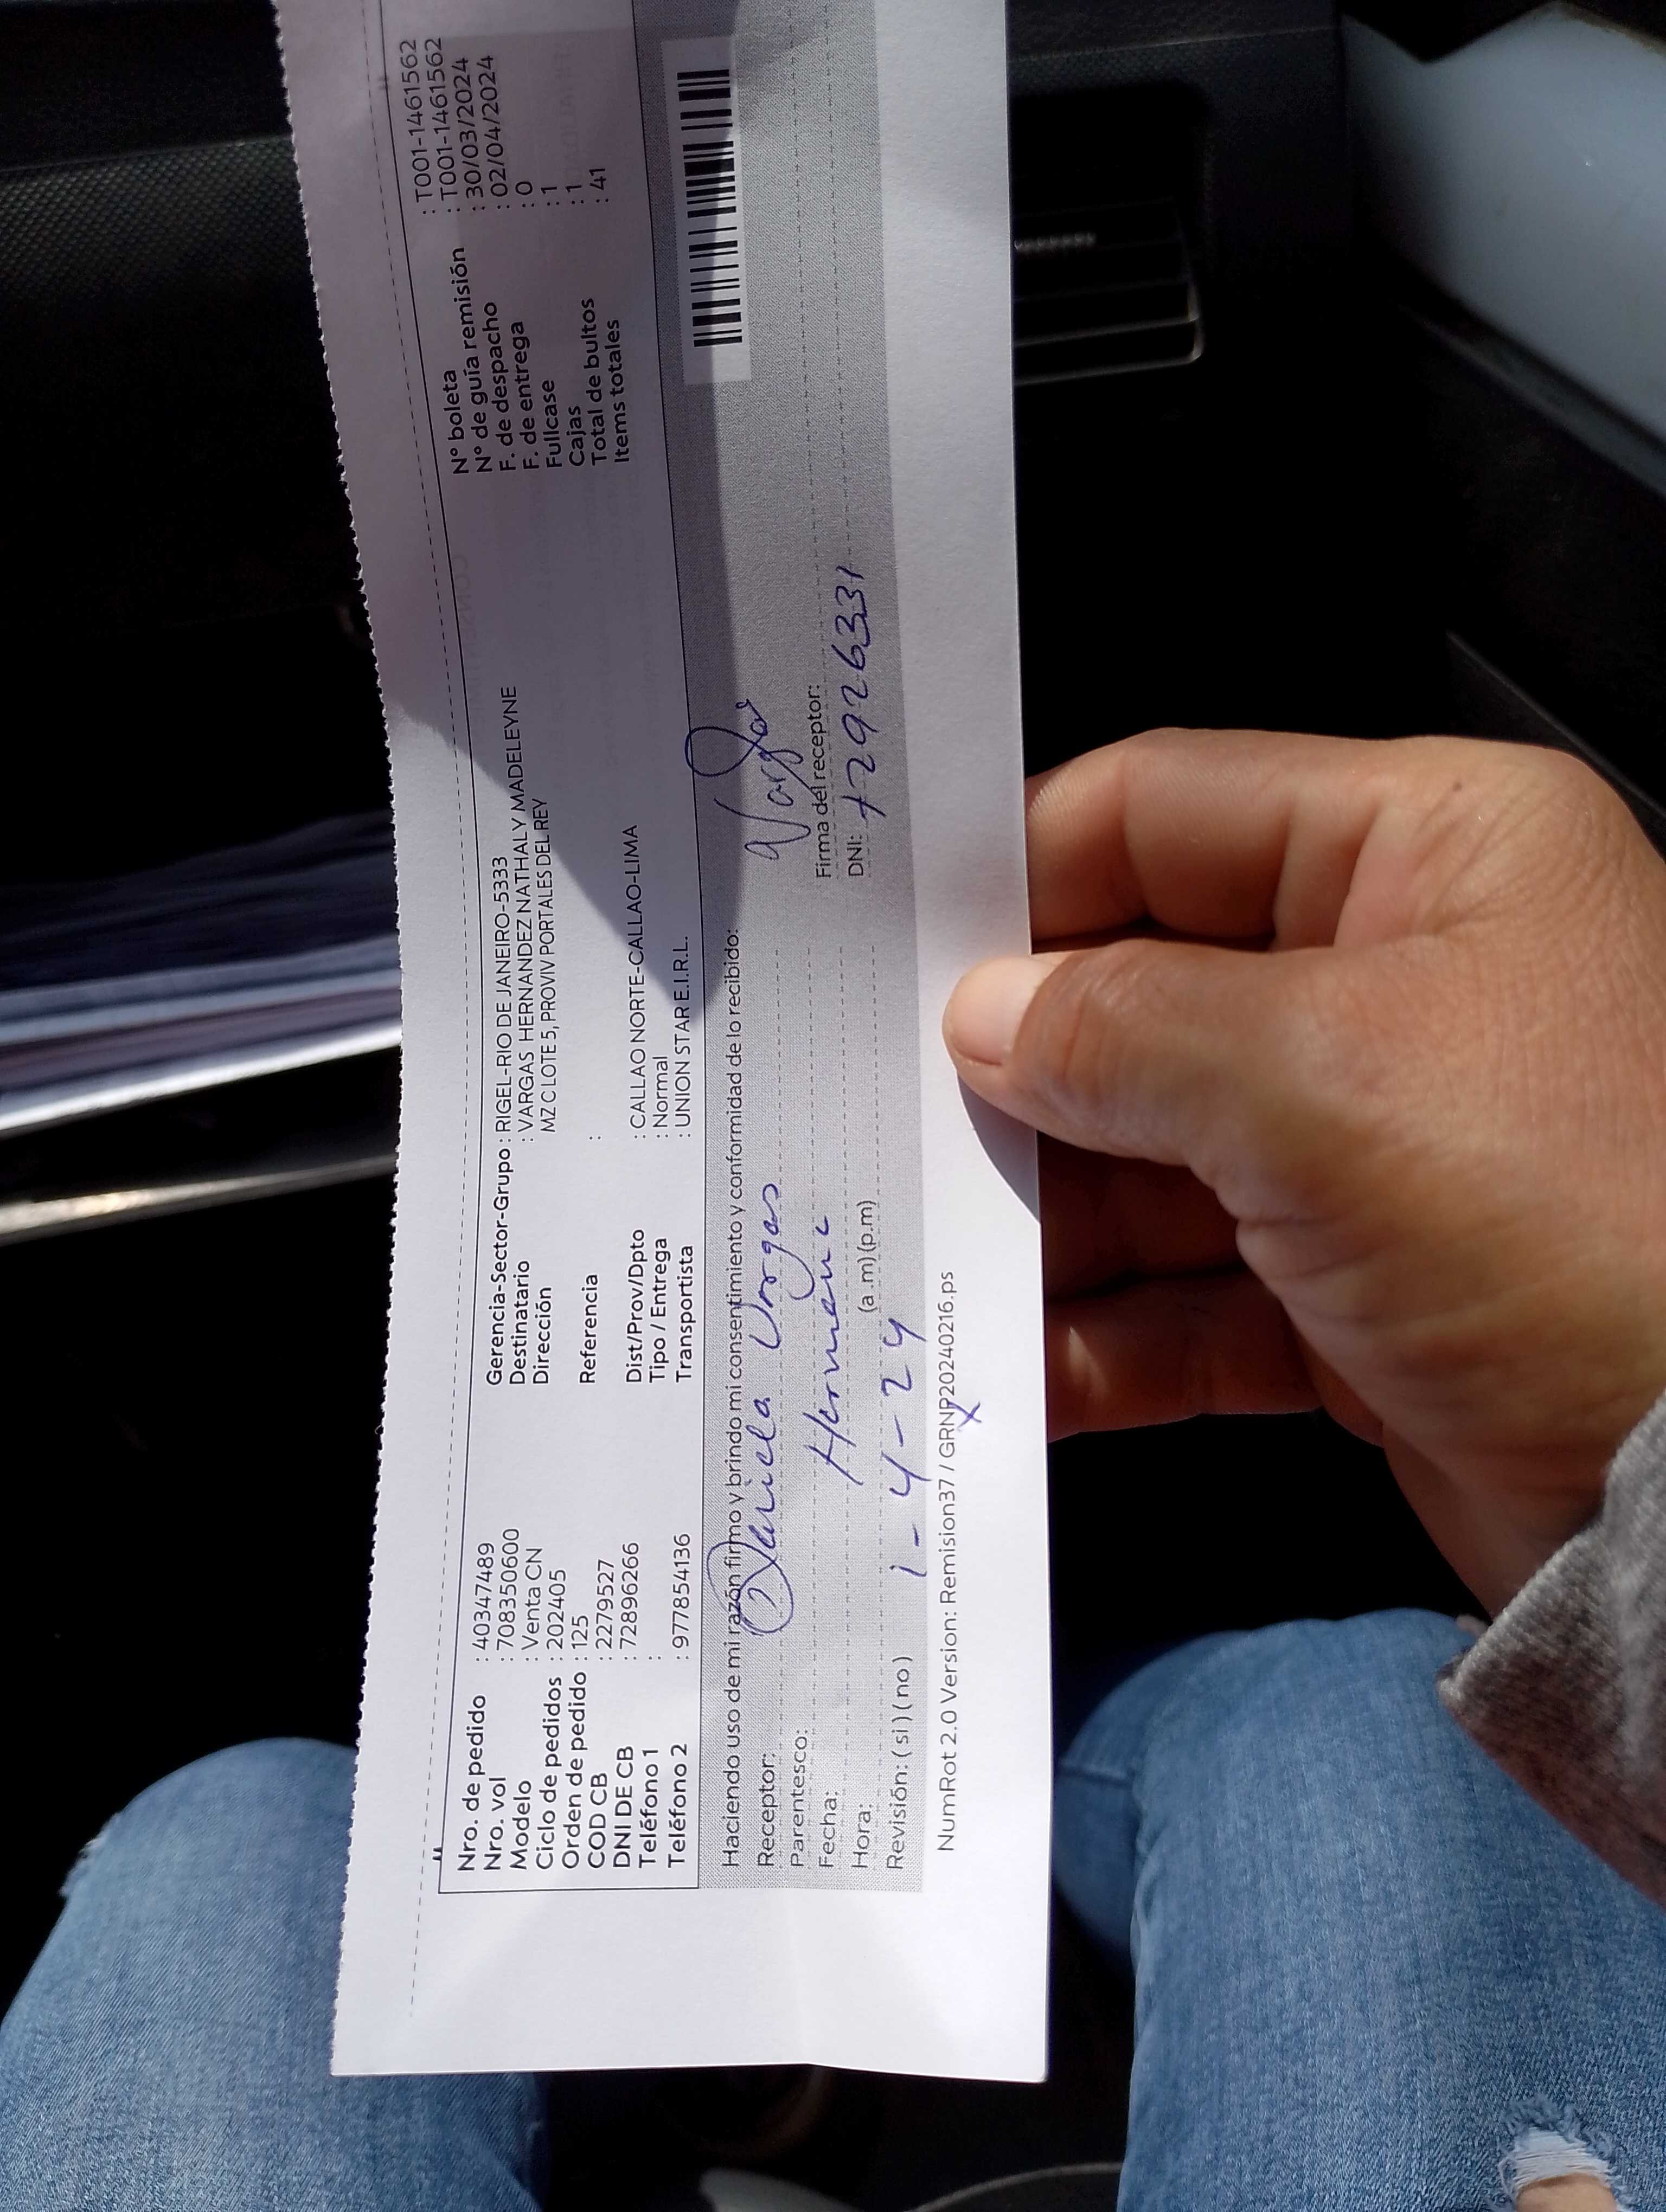 Nro. de pedido : 40347489
Nro. vol : 7083506​00
Modelo : Venta CN
Ciclo de pedidos : 202405
Orden de pedido : 125
COD CB : 2279527
DNI DE CB : 72896266
Teléfono 1 :
Teléfono 2 : 977854136
Gerencia-Sector-Grupo : RIGEL-RIO DE JANEIRO-5333
Destinatario : VARGAS HERNANDEZ NATHALY MADELEYNE
Dirección MZ C LOTE 5, PROVIV PORTALES DEL REY
Referencia :
Dist/Prov/Dpto : CALLAO NORTE-CALLAO-LIMA
Tipo / Entrega : Normal
Transportista : UNION STAR E.I.R.L.
N° boleta : T001-1461562
N° de guía remisión : T001-1461562
F. de despacho : 30/03/2024
F. de entrega : 02/04/2024
Fullcase : 0
Cajas : 1
Total de bultos : 1
Items totales : 41
Haciendo uso de mi razón firmo y brindo mi consentimiento y conformidad de lo recibido:
Receptor: Vargas
Parentesco: Hermana
Fecha: 1-4-24
Hora: (a .m) (p.m)
Revisión: ( si ) ( no )
Vargas
Firma del receptor:
DNI: 72926331
NumRot 2.0 Version: Remision37 / GRNP20240216.ps
X